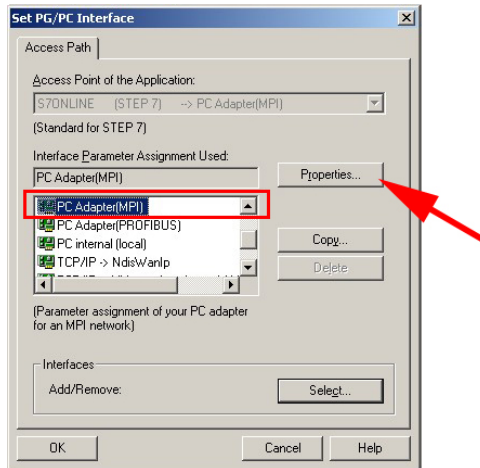 Set PG/PC Interface
Access Path
Access Point of the Application:
S7ONLINE (STEP 7) --> PC Adapter(MPI)
(Standard for STEP 7)
Interface Parameter Assignment Used:
PC Adapter(MPI)
Properties...
PC Adapter(MPI)
PC Adapter(PROFIBUS)
PC internal (local)
Copy...
TCP/IP -> NdisWanIp
Delete
(Parameter assignment of your PC adapter
for an MPI network)
Interfaces
Add/Remove:
Select...
OK
Cancel
Help